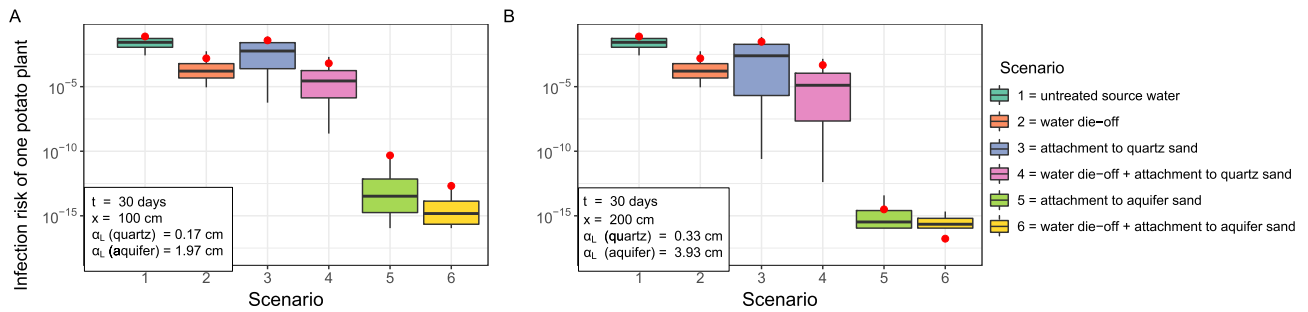 A
B
Infection risk of one potato plant
10⁻⁵
10⁻¹⁰
10⁻¹⁵
t = 30 days
x = 100 cm
α_L (quartz) = 0.17 cm
α_L (aquifer) = 1.97 cm
1 2 3 4 5 6
Scenario
10⁻⁵
10⁻¹⁰
10⁻¹⁵
t = 30 days
x = 200 cm
α_L (quartz) = 0.33 cm
α_L (aquifer) = 3.93 cm
1 2 3 4 5 6
Scenario
Scenario
1 = untreated source water
2 = water die−off
3 = attachment to quartz sand
4 = water die−off + attachment to quartz sand
5 = attachment to aquifer sand
6 = water die−off + attachment to aquifer sand